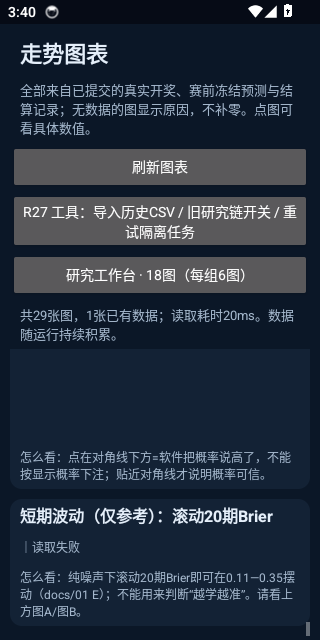 3:40
走势图表
全部来自已提交的真实开奖、赛前冻结预测与结
算记录；无数据的图显示原因，不补零。点图可
看具体数值。
刷新图表
R27 工具：导入历史CSV / 旧研究链开关 / 重
试隔离任务
研究工作台 · 18图（每组6图）
共29张图，1张已有数据；读取耗时20ms。数据
随运行持续积累。
怎么看：点在对角线下方=软件把概率说高了，不能
按显示概率下注；贴近对角线才说明概率可信。
短期波动（仅参考）：滚动20期Brier
｜读取失败
怎么看：纯噪声下滚动20期Brier即可在0.11—0.35摆
动（docs/01 E）；不能用来判断“越学越准”。请看上
方图A/图B。